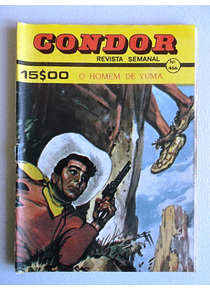 CONDOR
REVISTA SEMANAL
Nº
466
15$00
O HOMEM DE YUMA